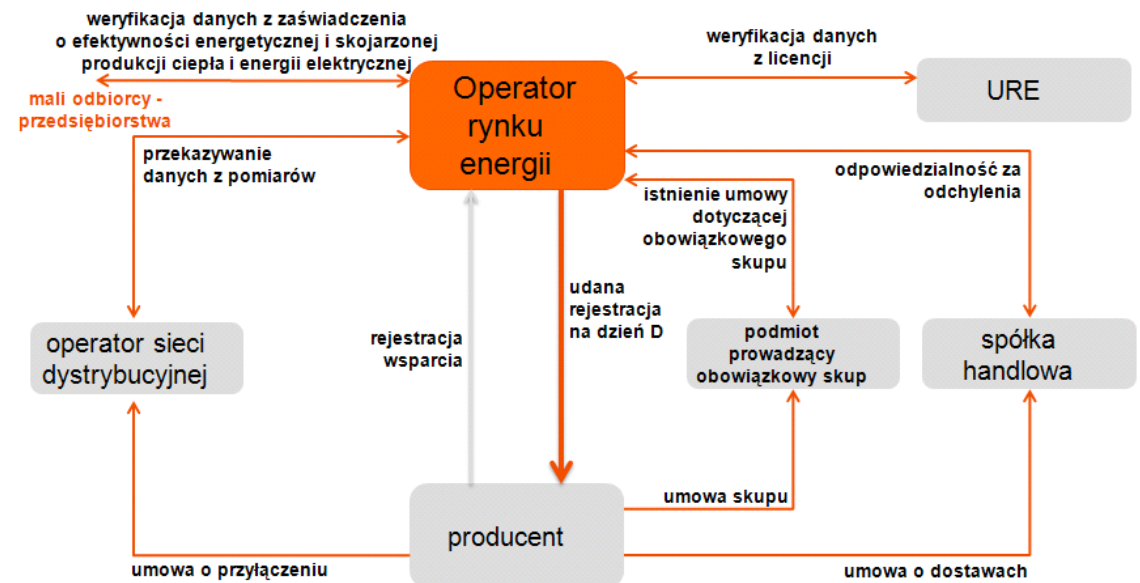 weryfikacja danych z zaświadczenia
o efektywności energetycznej i skojarzonej
produkcji ciepła i energii elektrycznej
mali odbiorcy -
przedsiębiorstwa
Operator
rynku
energii
weryfikacja danych
z licencji
URE
przekazywanie
danych z pomiarów
istnienie umowy
dotyczącej
obowiązkowego
skupu
odpowiedzialność za
odchylenia
operator sieci
dystrybucyjnej
rejestracja
wsparcia
udana
rejestracja
na dzień D
podmiot
prowadzący
obowiązkowy skup
spółka
handlowa
producent
umowa skupu
umowa o przyłączeniu
umowa o dostawach